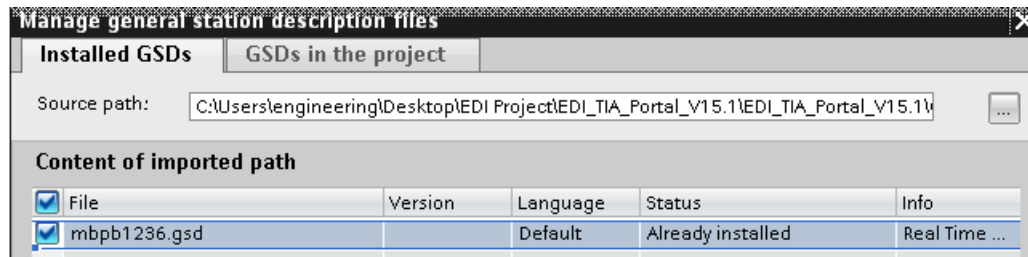 Manage general station description files
Installed GSDs GSDs in the project
Source path: C:\Users\engineering\Desktop\EDI Project\EDI_TIA_Portal_V15.1\EDI_TIA_Portal_V15.1\ ...
Content of imported path
File Version Language Status Info
mbpb1236.gsd Default Already installed Real Time ...